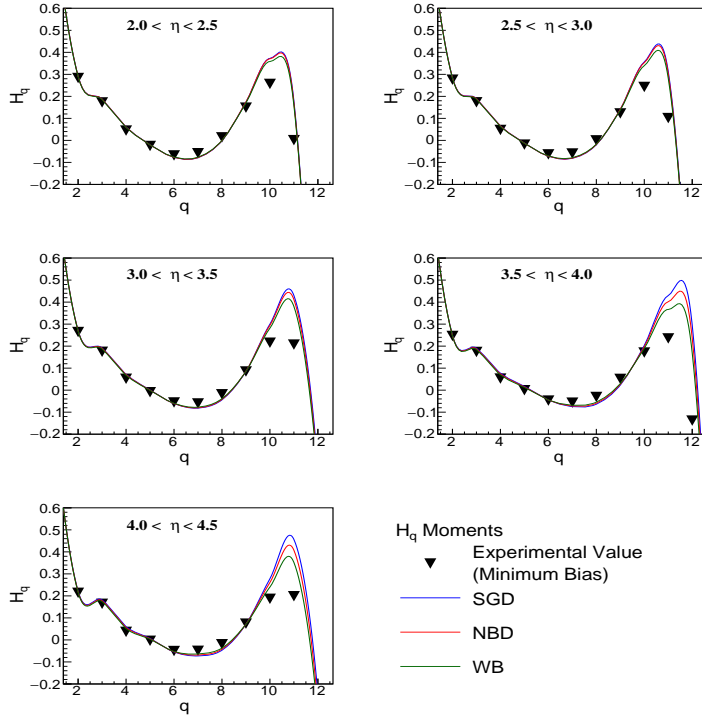 2.0 < η < 2.5
H_q
0.6
0.5
0.4
0.3
0.2
0.1
0
−0.1
−0.2
2 4 6 8 10 12
q
2.5 < η < 3.0
H_q
0.6
0.5
0.4
0.3
0.2
0.1
0
−0.1
−0.2
2 4 6 8 10 12
q
3.0 < η < 3.5
H_q
0.6
0.5
0.4
0.3
0.2
0.1
0
−0.1
−0.2
2 4 6 8 10 12
q
3.5 < η < 4.0
H_q
0.6
0.5
0.4
0.3
0.2
0.1
0
−0.1
−0.2
2 4 6 8 10 12
q
4.0 < η < 4.5
H_q
0.6
0.5
0.4
0.3
0.2
0.1
0
−0.1
−0.2
2 4 6 8 10 12
q
H_q Moments
Experimental Value
(Minimum Bias)
SGD
NBD
WB